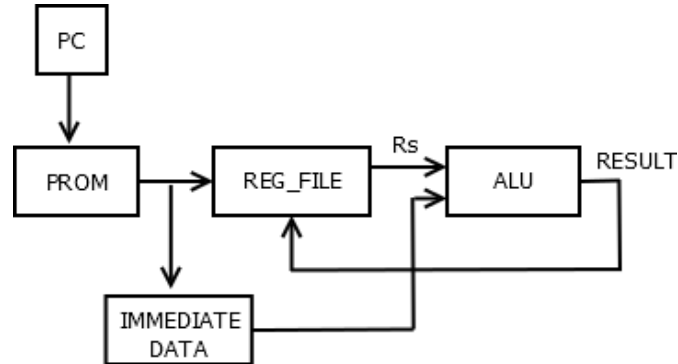 PC
PROM
REG_FILE
Rs
ALU
RESULT
IMMEDIATE
DATA